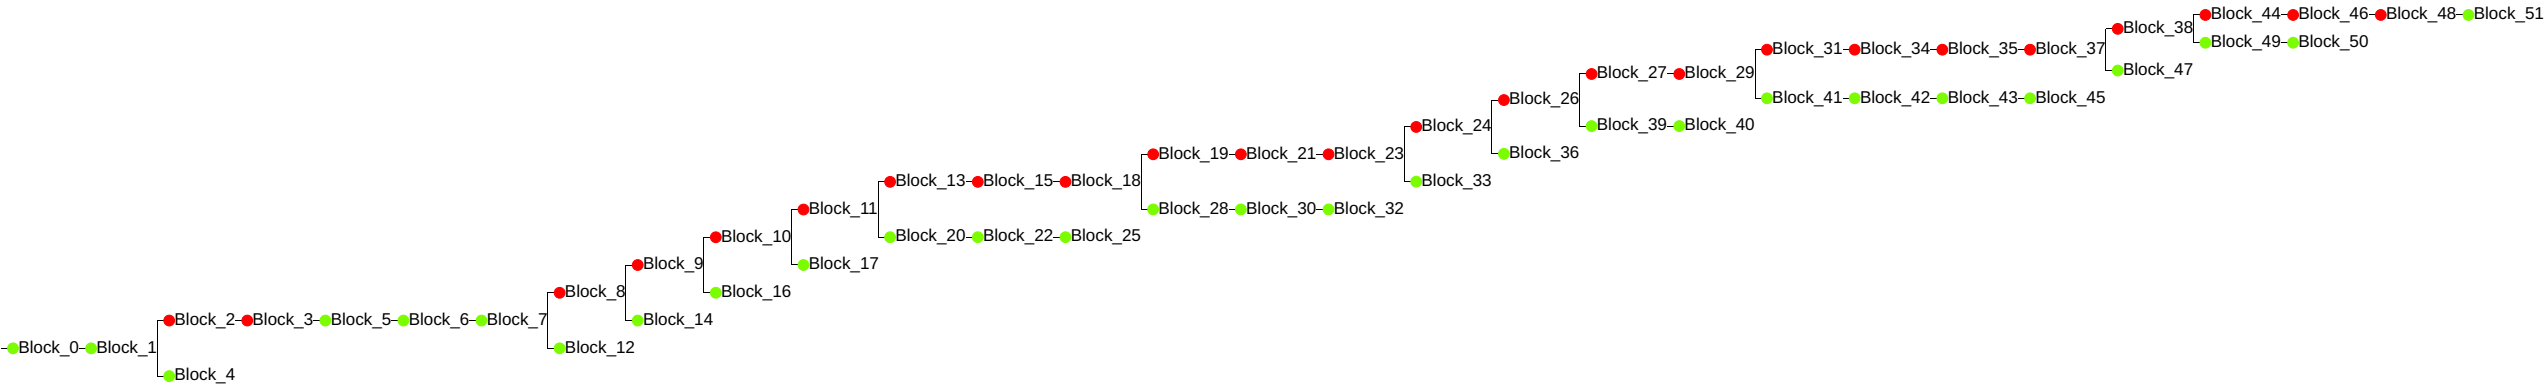 Block_44 Block_46 Block_48 Block_51
Block_38
Block_49 Block_50
Block_31 Block_34 Block_35 Block_37
Block_47
Block_27 Block_29
Block_41 Block_42 Block_43 Block_45
Block_26
Block_39 Block_40
Block_24
Block_36
Block_19 Block_21 Block_23
Block_33
Block_13 Block_15 Block_18
Block_28 Block_30 Block_32
Block_11
Block_20 Block_22 Block_25
Block_10
Block_17
Block_9
Block_16
Block_8
Block_14
Block_2 Block_3 Block_5 Block_6 Block_7
Block_12
Block_0 Block_1
Block_4